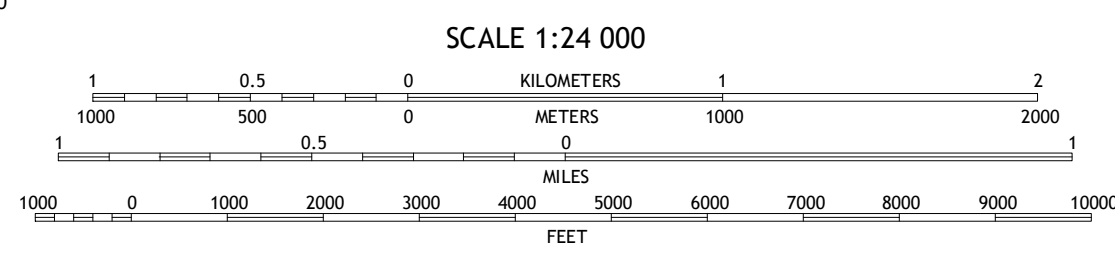 SCALE 1:24 000
1 0.5 0 KILOMETERS 1 2
1000 500 0 METERS 1000 2000
1 0.5 0 1
MILES
1000 0 1000 2000 3000 4000 5000 6000 7000 8000 9000 10000
FEET